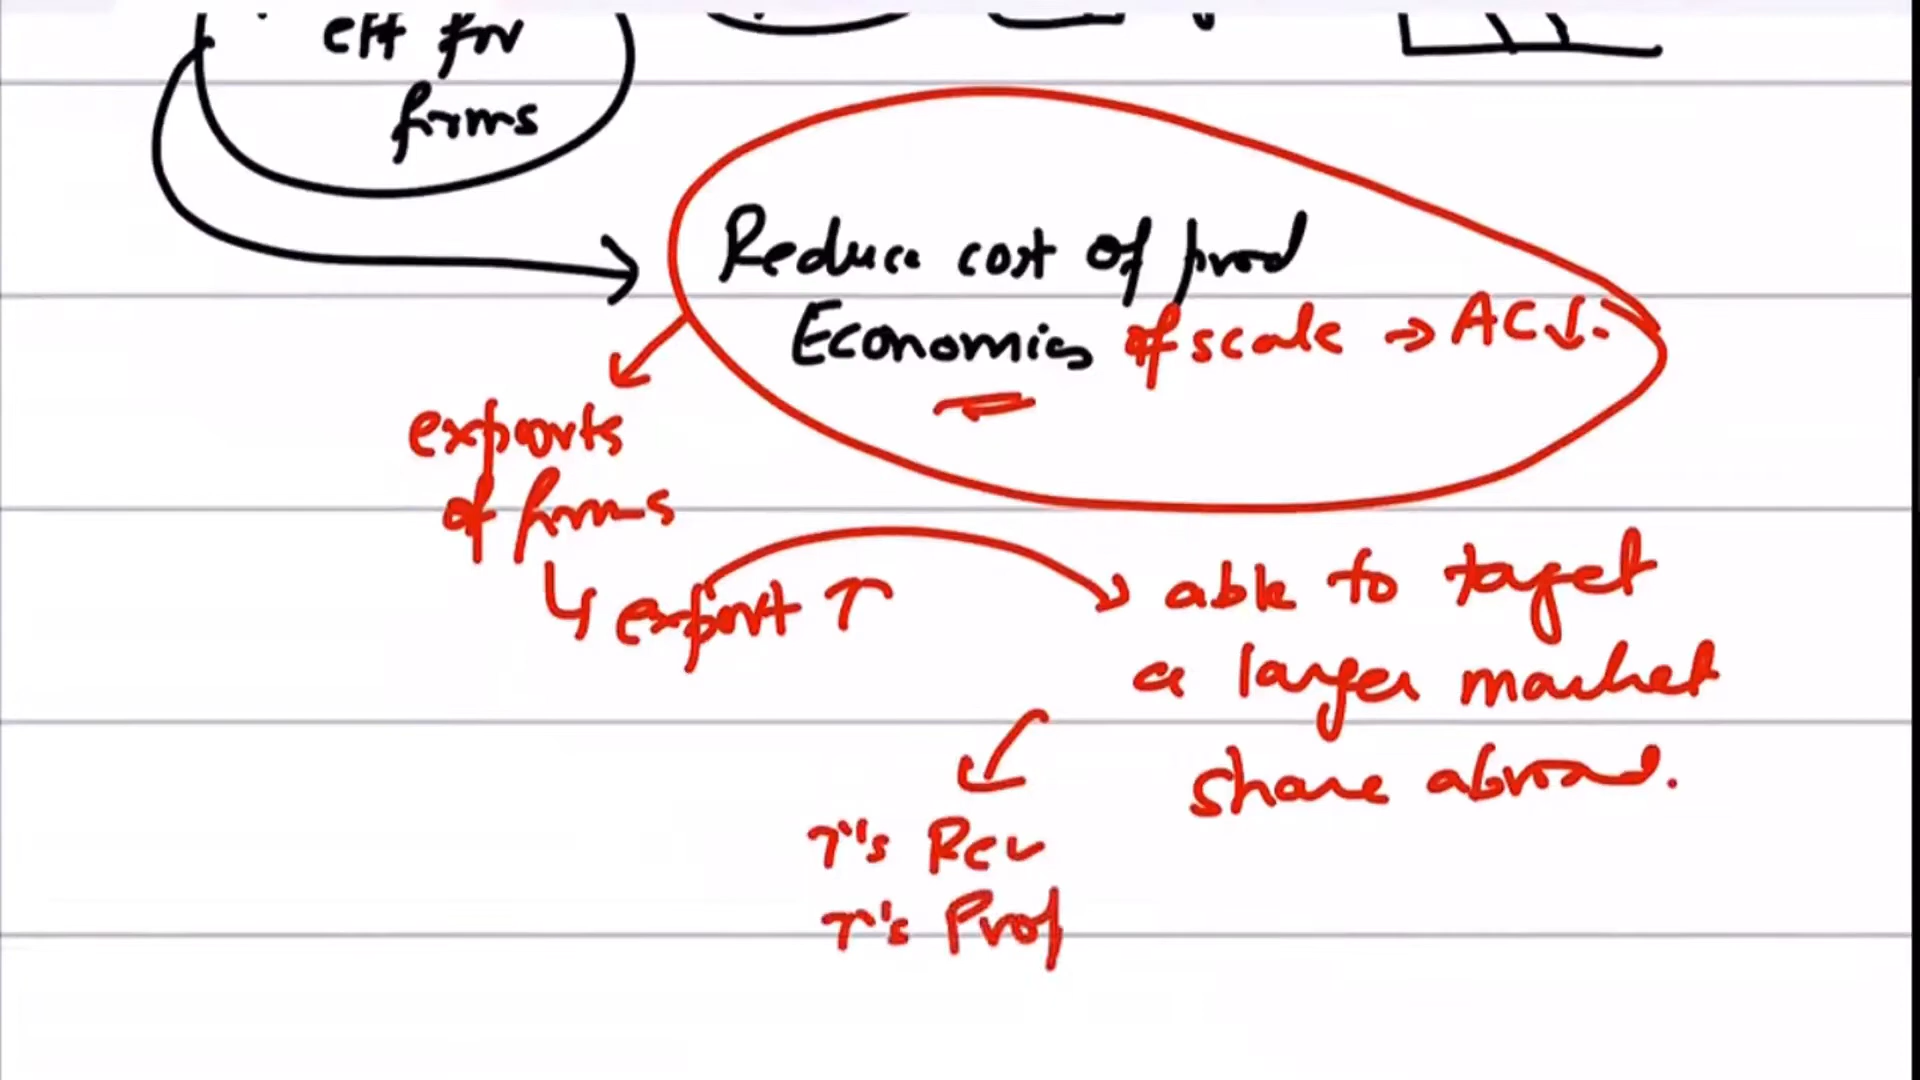 eff for
firms
Reduce cost of prod
Economies of scale → AC↓.
exports
of firms
↳ export ↑
able to target
a larger market
share abroad.
↑'s Rev
↑'s Prof